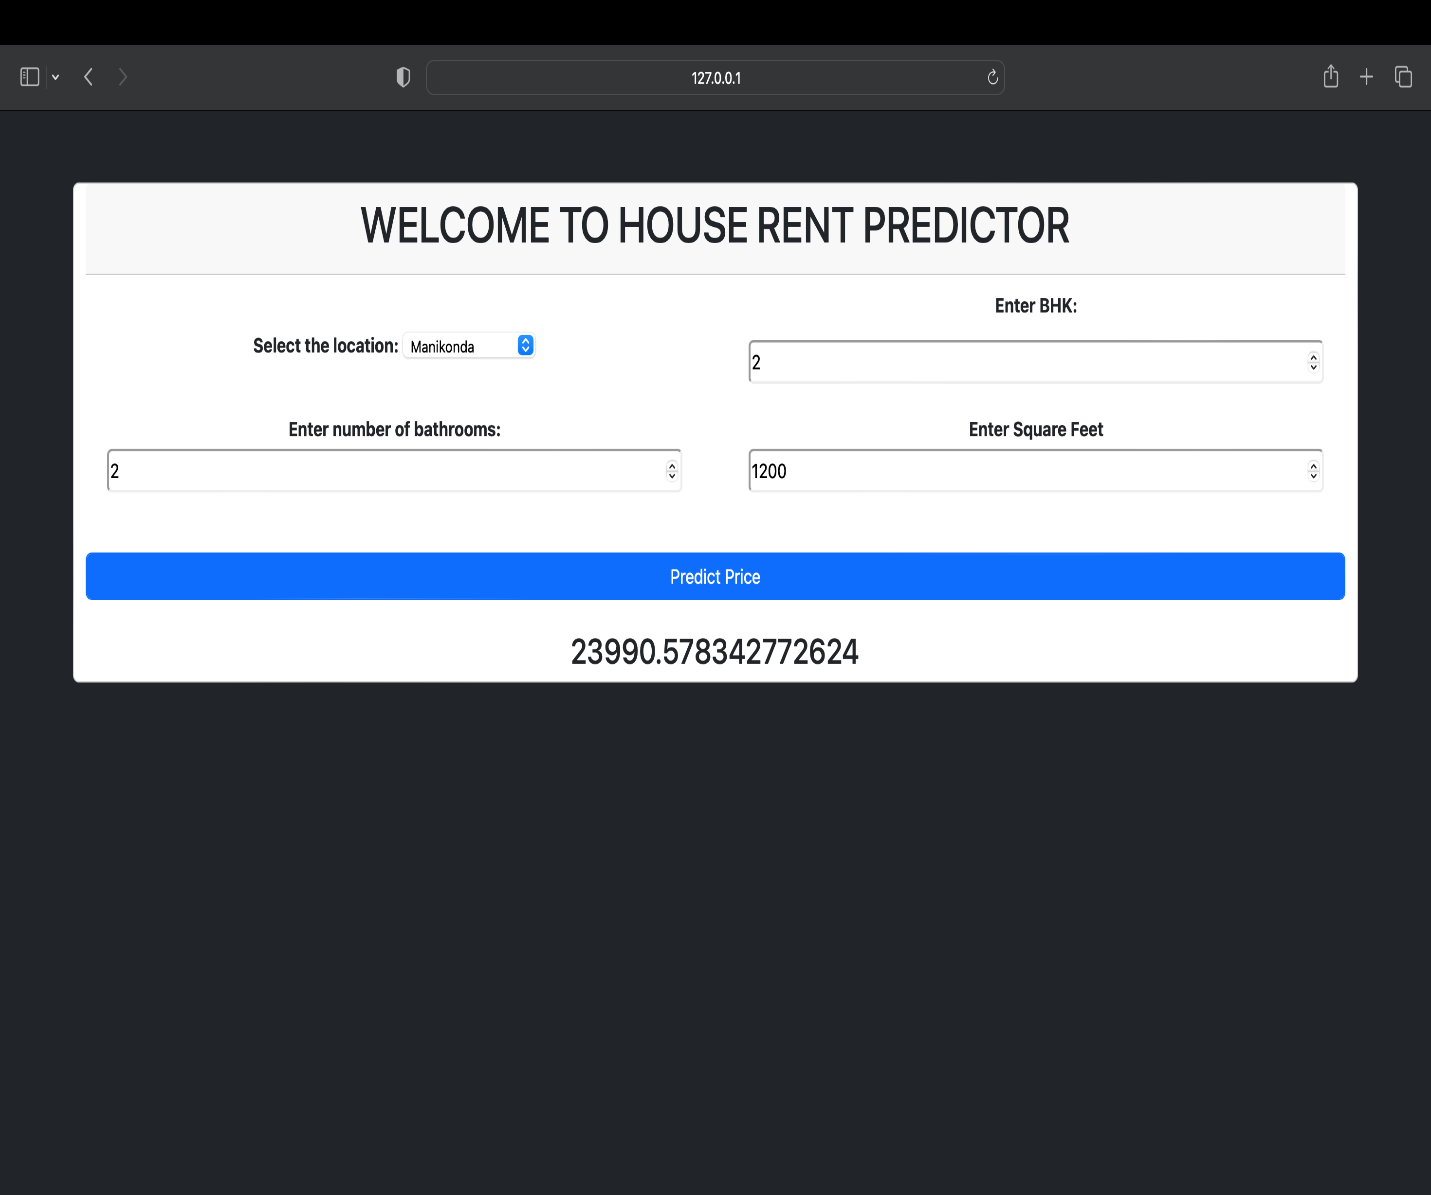 127.0.0.1
WELCOME TO HOUSE RENT PREDICTOR
Select the location: Manikonda
Enter BHK:
2
Enter number of bathrooms:
2
Enter Square Feet
1200
Predict Price
23990.578342772624